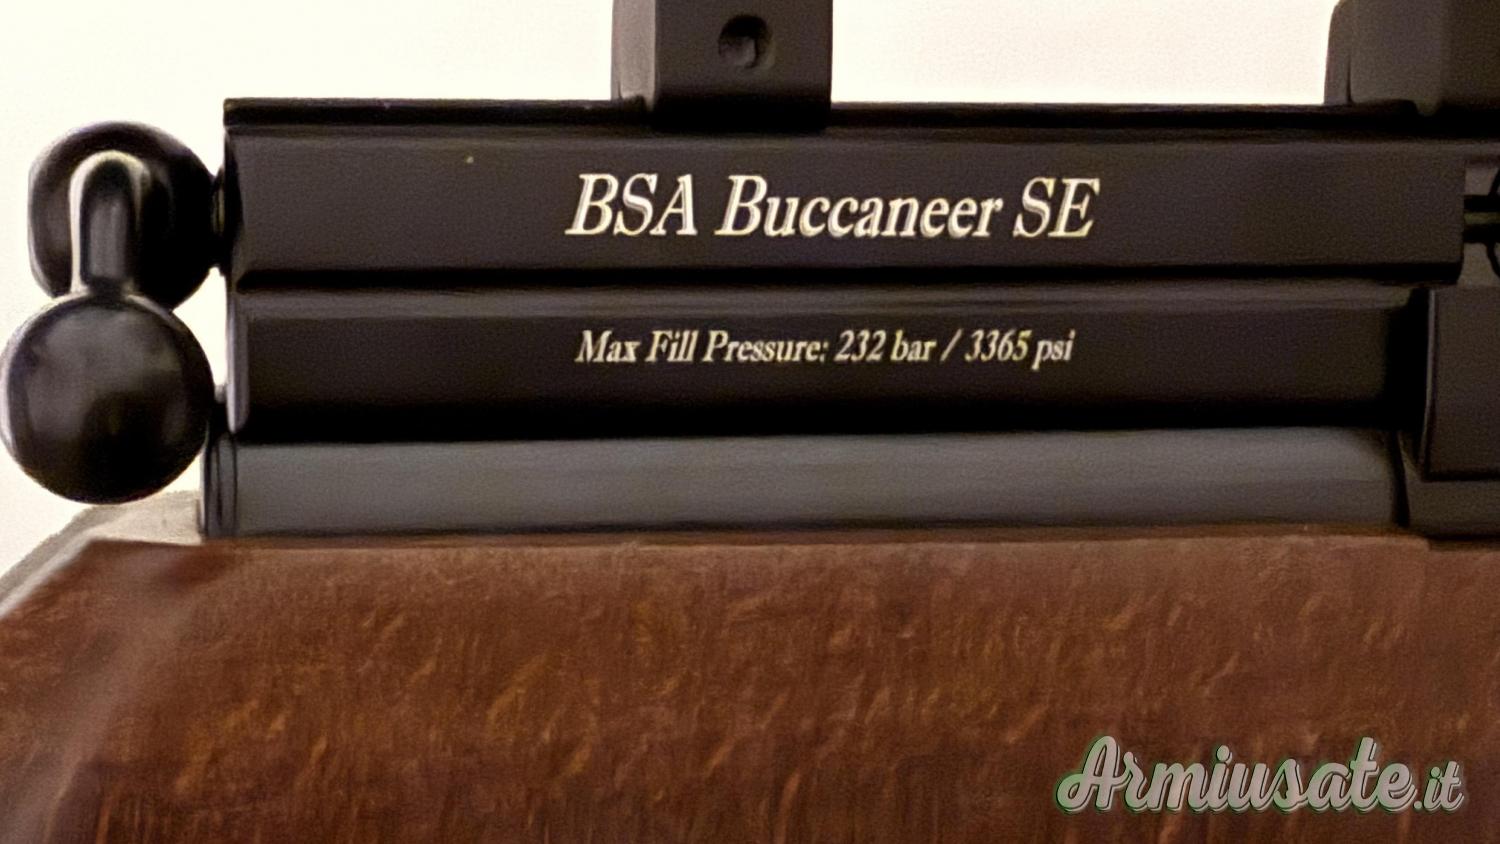 BSA Buccaneer SE
Max Fill Pressure: 232 bar / 3365 psi
Armiusate.it